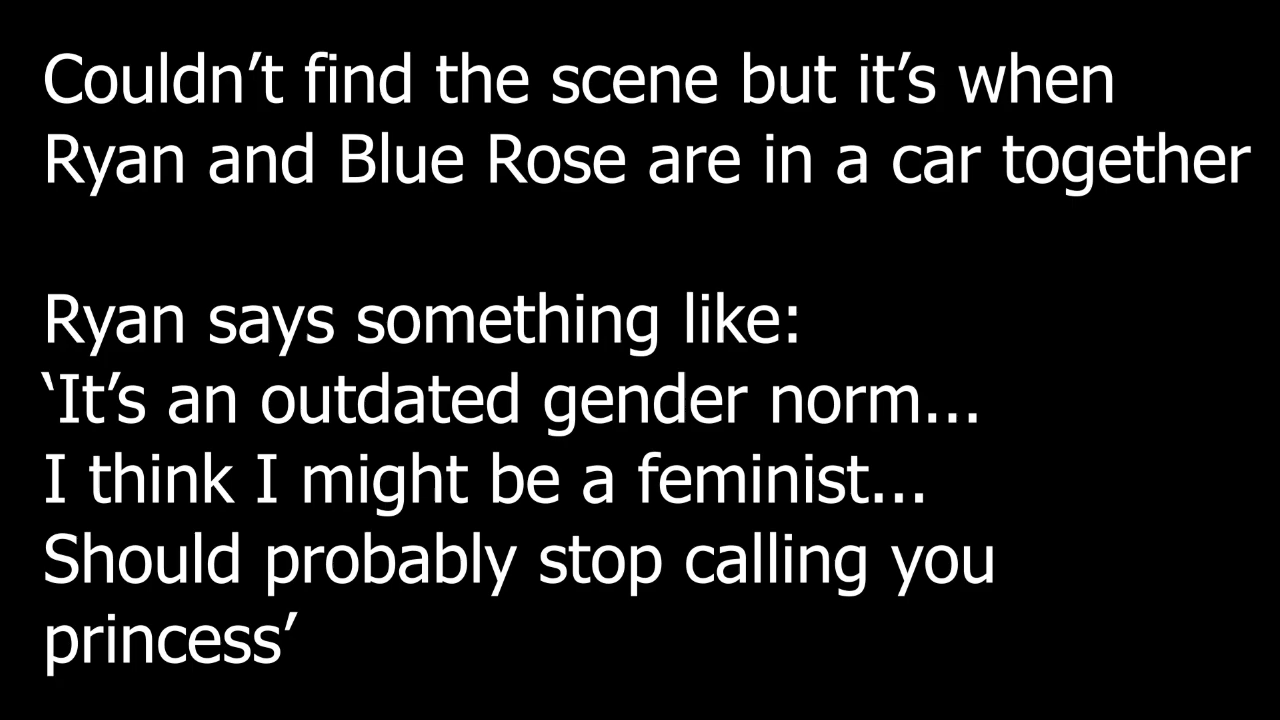 Couldn’t find the scene but it’s when
Ryan and Blue Rose are in a car together
Ryan says something like:
‘It’s an outdated gender norm...
I think I might be a feminist...
Should probably stop calling you
princess’